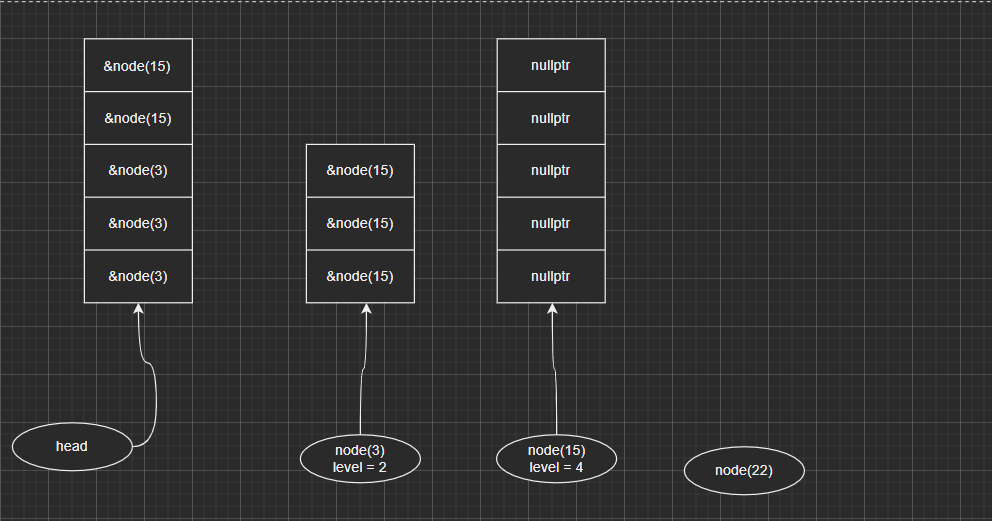 &node(15)
&node(15)
&node(3)
&node(3)
&node(3)
&node(15)
&node(15)
&node(15)
nullptr
nullptr
nullptr
nullptr
nullptr
head
node(3)
level = 2
node(15)
level = 4
node(22)